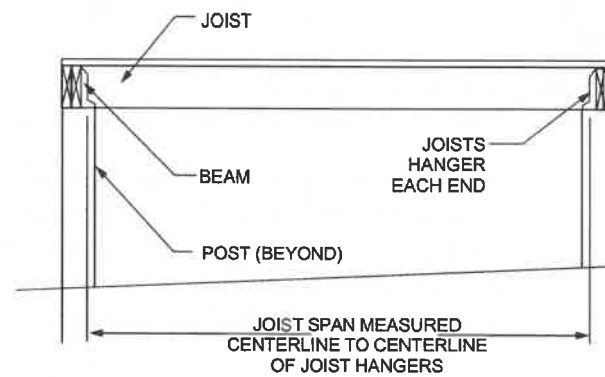 JOIST
JOISTS
HANGER
EACH END
BEAM
POST (BEYOND)
JOIST SPAN MEASURED
CENTERLINE TO CENTERLINE
OF JOIST HANGERS